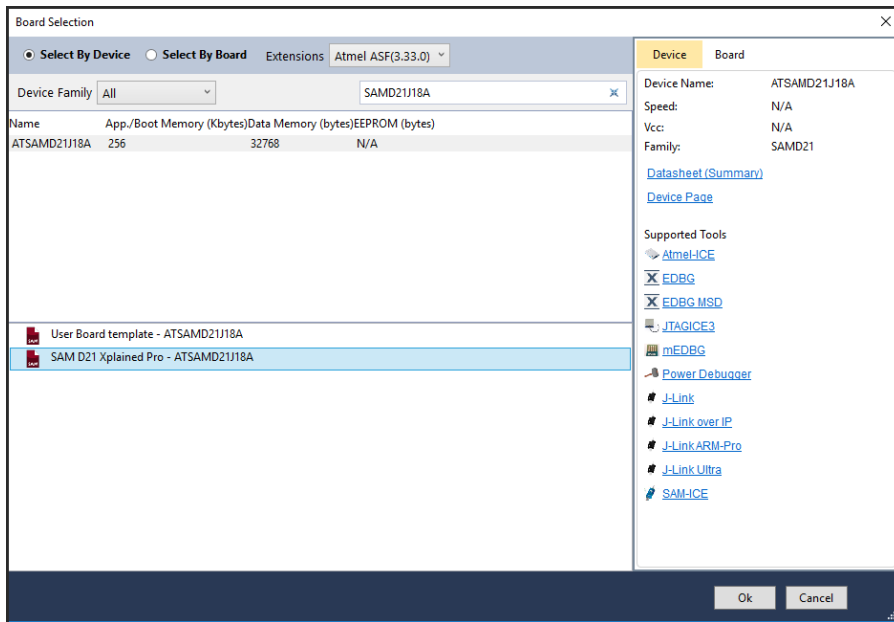 Board Selection
Select By Device Select By Board Extensions Atmel ASF(3.33.0)
Device Family All SAMD21J18A
Name App./Boot Memory (Kbytes)Data Memory (bytes)EEPROM (bytes)
ATSAMD21J18A 256 32768 N/A
User Board template - ATSAMD21J18A
SAM D21 Xplained Pro - ATSAMD21J18A
Device Board
Device Name: ATSAMD21J18A
Speed: N/A
Vcc: N/A
Family: SAMD21
Datasheet (Summary)
Device Page
Supported Tools
Atmel-ICE
EDBG
EDBG MSD
JTAGICE3
mEDBG
Power Debugger
J-Link
J-Link over IP
J-Link ARM-Pro
J-Link Ultra
SAM-ICE
Ok Cancel